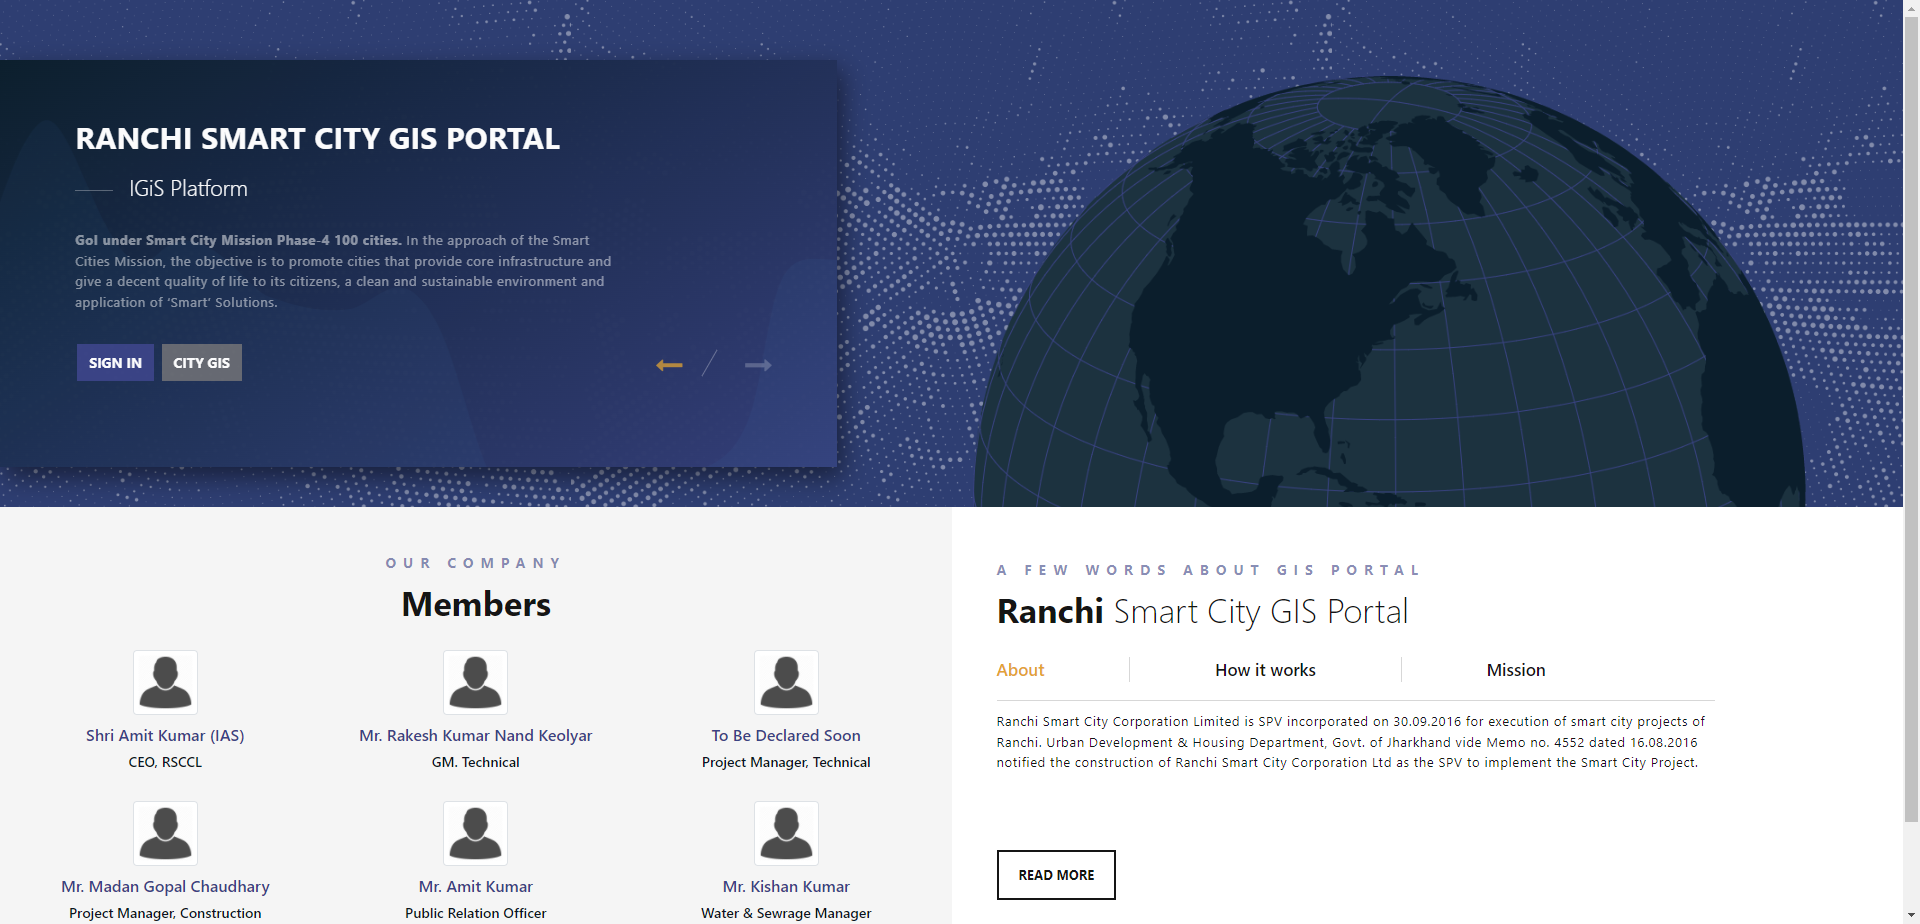 RANCHI SMART CITY GIS PORTAL
IGiS Platform
GoI under Smart City Mission Phase-4 100 cities. In the approach of the Smart
Cities Mission, the objective is to promote cities that provide core infrastructure and
give a decent quality of life to its citizens, a clean and sustainable environment and
application of 'Smart' Solutions.
SIGN IN
CITY GIS
OUR COMPANY
Members
Shri Amit Kumar (IAS)
CEO, RSCCL
Mr. Rakesh Kumar Nand Keolyar
GM. Technical
To Be Declared Soon
Project Manager, Technical
Mr. Madan Gopal Chaudhary
Project Manager, Construction
Mr. Amit Kumar
Public Relation Officer
Mr. Kishan Kumar
Water & Sewrage Manager
A FEW WORDS ABOUT GIS PORTAL
Ranchi Smart City GIS Portal
About
How it works
Mission
Ranchi Smart City Corporation Limited is SPV incorporated on 30.09.2016 for execution of smart city projects of
Ranchi. Urban Development & Housing Department, Govt. of Jharkhand vide Memo no. 4552 dated 16.08.2016
notified the construction of Ranchi Smart City Corporation Ltd as the SPV to implement the Smart City Project.
READ MORE